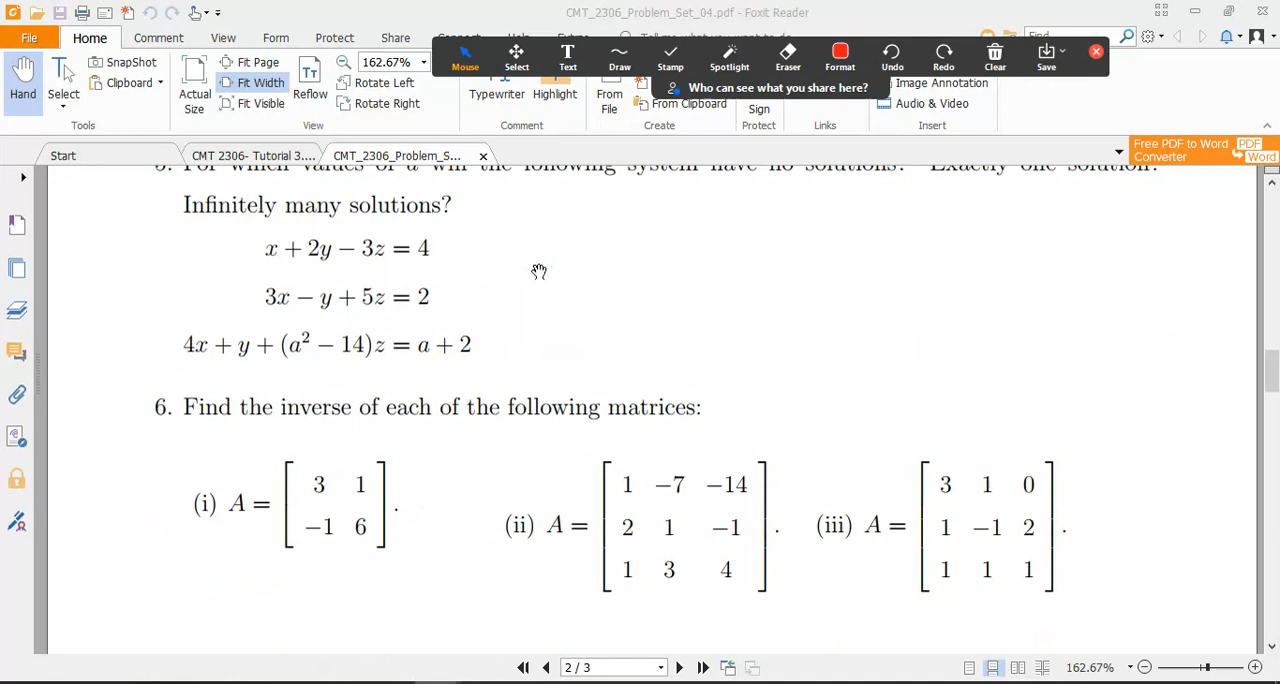 CMT_2306_Problem_Set_04.pdf - Foxit Reader
File Home Comment View Form Protect Share Find
Mouse Select Text Draw Stamp Spotlight Eraser Format Undo Redo Clear Save
Who can see what you share here?
Hand Select SnapShot Clipboard Actual Size Fit Page Fit Width Fit Visible Reflow 162.67% Rotate Left Rotate Right Typewriter Highlight From File From Clipboard Sign Image Annotation Audio & Video
Tools View Comment Create Protect Links Insert
Start CMT 2306- Tutorial 3.... CMT_2306_Problem_S... Free PDF to Word Converter PDF Word
Infinitely many solutions?
x + 2y − 3z = 4
3x − y + 5z = 2
4x + y + (a² − 14)z = a + 2
6. Find the inverse of each of the following matrices:
(i) A = [ 3 1
−1 6 ].
(ii) A = [ 1 −7 −14
2 1 −1
1 3 4 ].
(iii) A = [ 3 1 0
1 −1 2
1 1 1 ].
2 / 3 162.67%